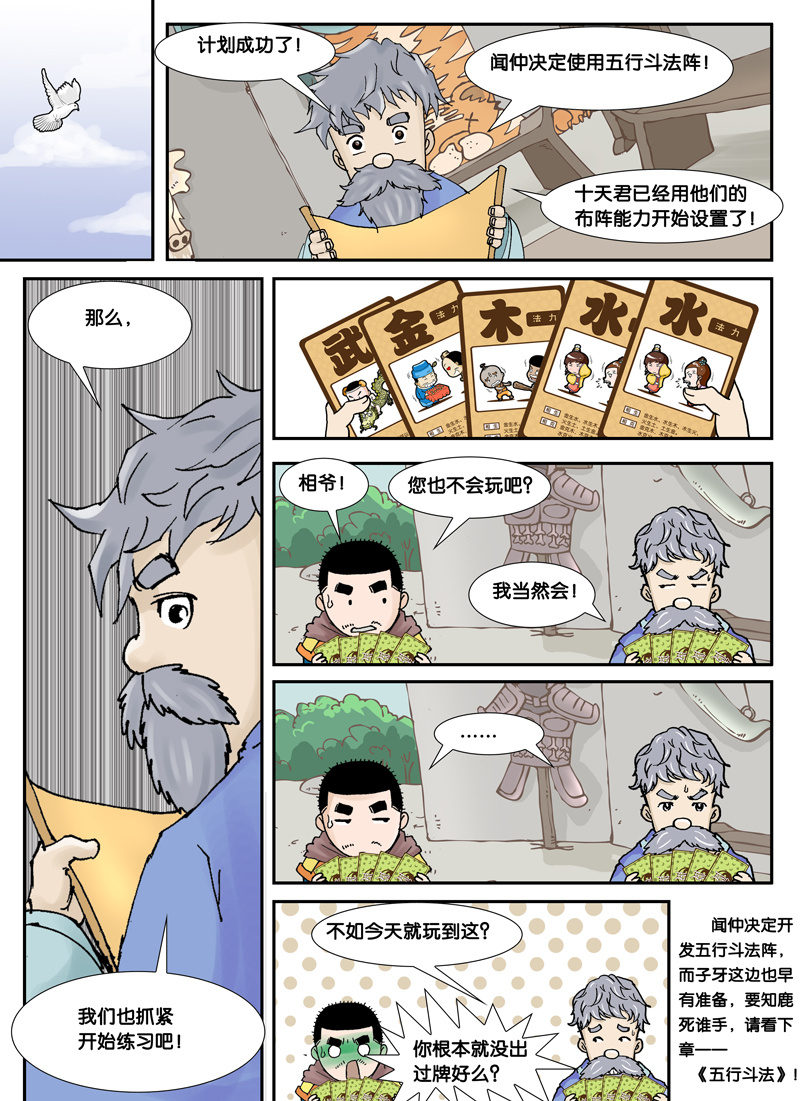 计划成功了！
闻仲决定使用五行斗法阵！
十天君已经用他们的
布阵能力开始设置了！
那么，
我们也抓紧
开始练习吧！
武
金
法力
木
法力
水
水
法力
相爷！
您也不会玩吧？
我当然会！
……
不如今天就玩到这？
你根本就没出
过牌好么？
闻仲决定开
发五行斗法阵，
而子牙这边也早
有准备，要知鹿
死谁手，请看下
章——
《五行斗法》！